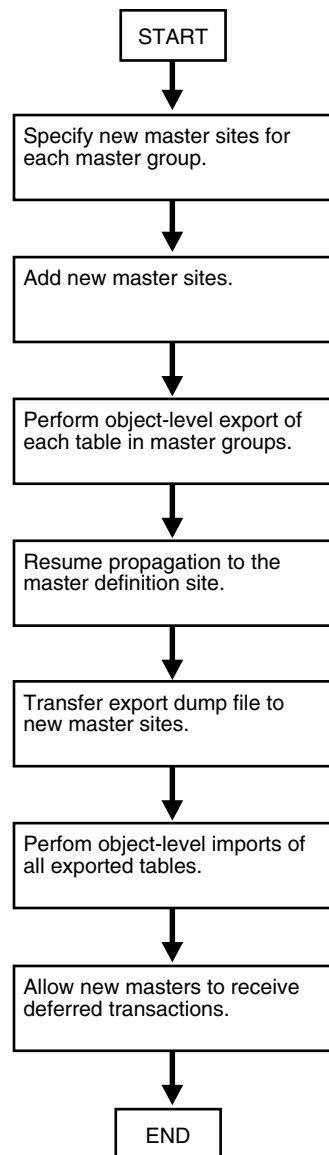 START
Specify new master sites for
each master group.
Add new master sites.
Perform object-level export of
each table in master groups.
Resume propagation to the
master definition site.
Transfer export dump file to
new master sites.
Perfom object-level imports of
all exported tables.
Allow new masters to receive
deferred transactions.
END